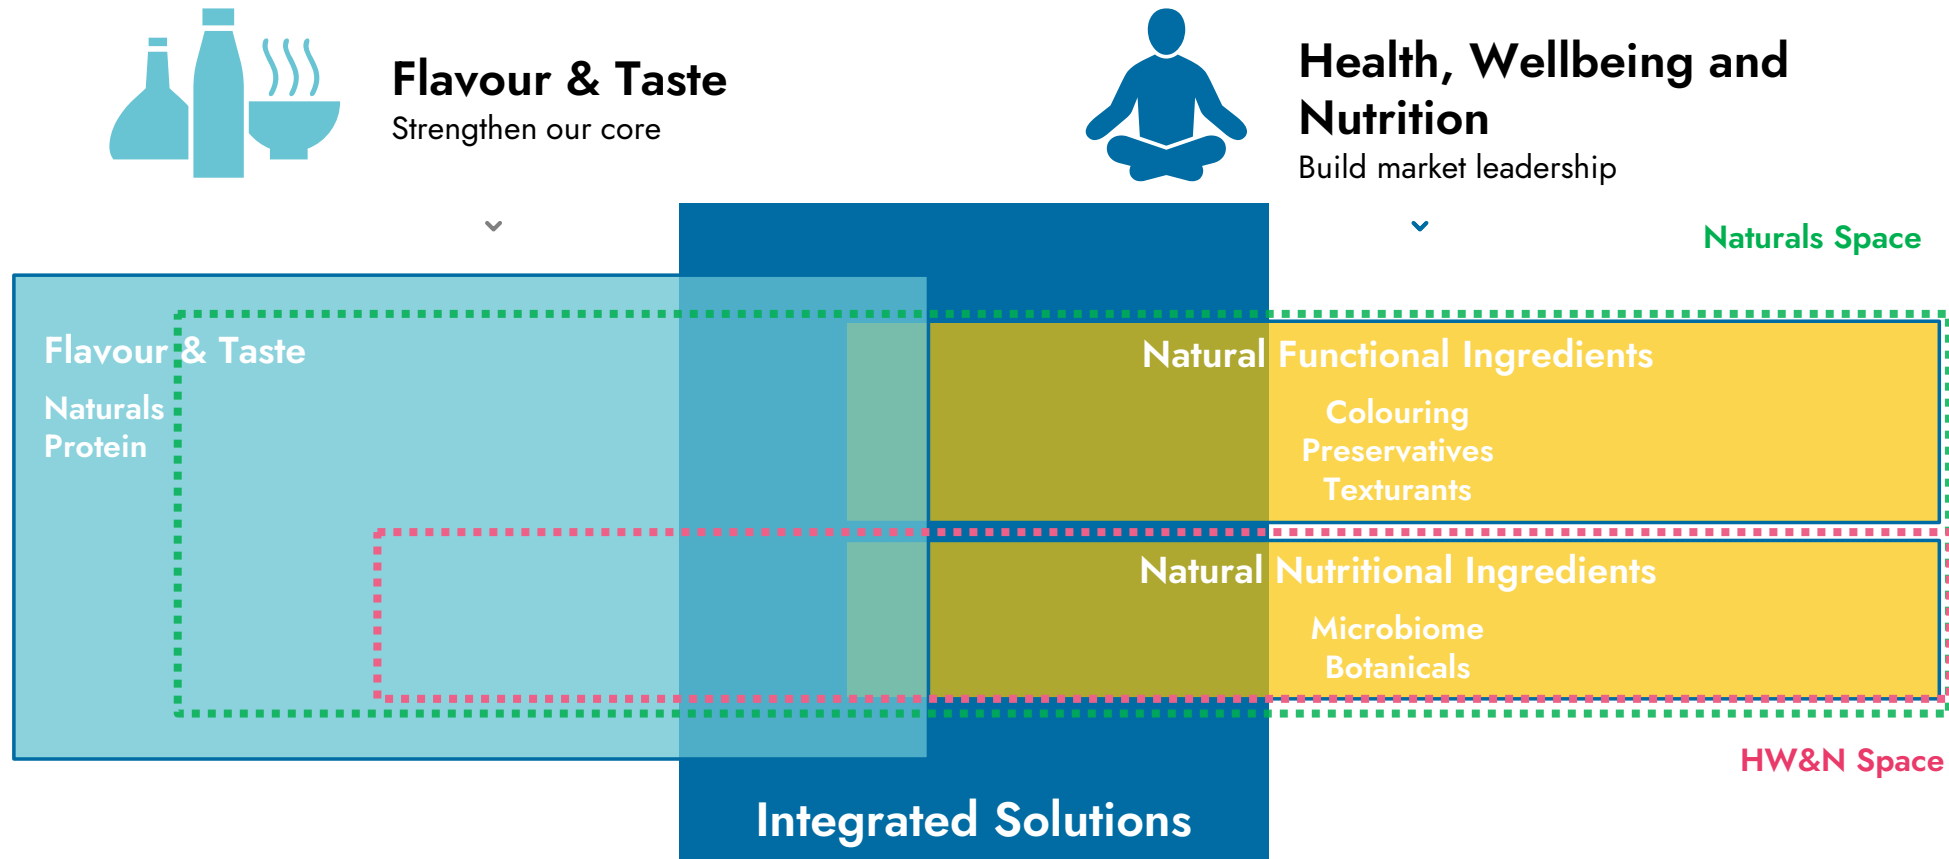 Flavour & Taste
Strengthen our core
Health, Wellbeing and
Nutrition
Build market leadership
Naturals Space
Flavour & Taste
Naturals
Protein
Natural Functional Ingredients
Colouring
Preservatives
Texturants
Natural Nutritional Ingredients
Microbiome
Botanicals
HW&N Space
Integrated Solutions